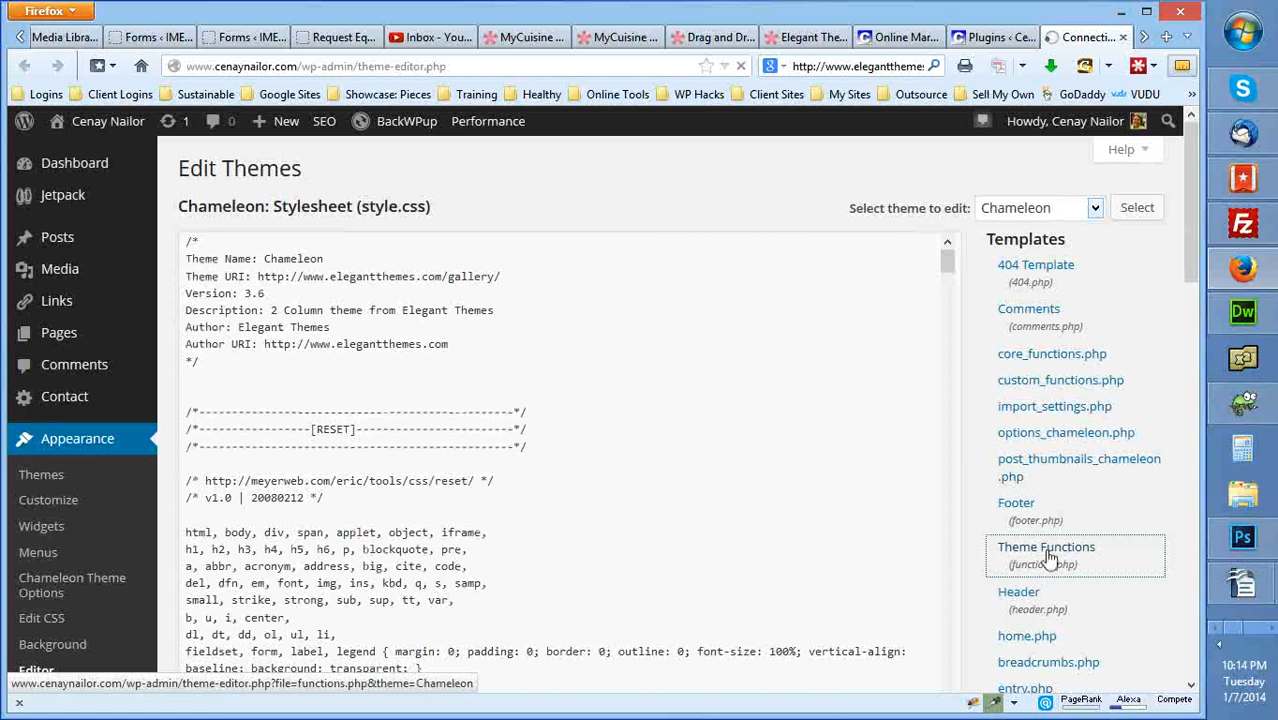 Firefox
Media Libra...
Forms ‹ IME...
Forms ‹ IME...
Request Eq...
Inbox - You...
MyCuisine ...
MyCuisine ...
Drag and Dr...
Elegant The...
Online Mar...
Plugins ‹ Ce...
Connecti...
www.cenaynailor.com/wp-admin/theme-editor.php
http://www.elegantthemes
Logins
Client Logins
Sustainable
Google Sites
Showcase: Pieces
Training
Healthy
Online Tools
WP Hacks
Client Sites
My Sites
Outsource
Sell My Own
GoDaddy
VUDU
Cenay Nailor
1
0
New
SEO
BackWPup
Performance
Howdy, Cenay Nailor
Dashboard
Jetpack
Posts
Media
Links
Pages
Comments
Contact
Appearance
Themes
Customize
Widgets
Menus
Chameleon Theme
Options
Edit CSS
Background
Editor
Help
Edit Themes
Chameleon: Stylesheet (style.css)
Select theme to edit:
Chameleon
Select
/*
Theme Name: Chameleon
Theme URI: http://www.elegantthemes.com/gallery/
Version: 3.6
Description: 2 Column theme from Elegant Themes
Author: Elegant Themes
Author URI: http://www.elegantthemes.com
*/
/*------------------------------------------------*/
/*-----------------[RESET]------------------------*/
/*------------------------------------------------*/
/* http://meyerweb.com/eric/tools/css/reset/ */
/* v1.0 | 20080212 */
html, body, div, span, applet, object, iframe,
h1, h2, h3, h4, h5, h6, p, blockquote, pre,
a, abbr, acronym, address, big, cite, code,
del, dfn, em, font, img, ins, kbd, q, s, samp,
small, strike, strong, sub, sup, tt, var,
b, u, i, center,
dl, dt, dd, ol, ul, li,
fieldset, form, label, legend { margin: 0; padding: 0; border: 0; outline: 0; font-size: 100%; vertical-align:
baseline; background: transparent; }
Templates
404 Template
(404.php)
Comments
(comments.php)
core_functions.php
custom_functions.php
import_settings.php
options_chameleon.php
post_thumbnails_chameleon
.php
Footer
(footer.php)
Theme Functions
(functions.php)
Header
(header.php)
home.php
breadcrumbs.php
entry.php
www.cenaynailor.com/wp-admin/theme-editor.php?file=functions.php&theme=Chameleon
PageRank
Alexa
Compete
10:14 PM
Tuesday
1/7/2014